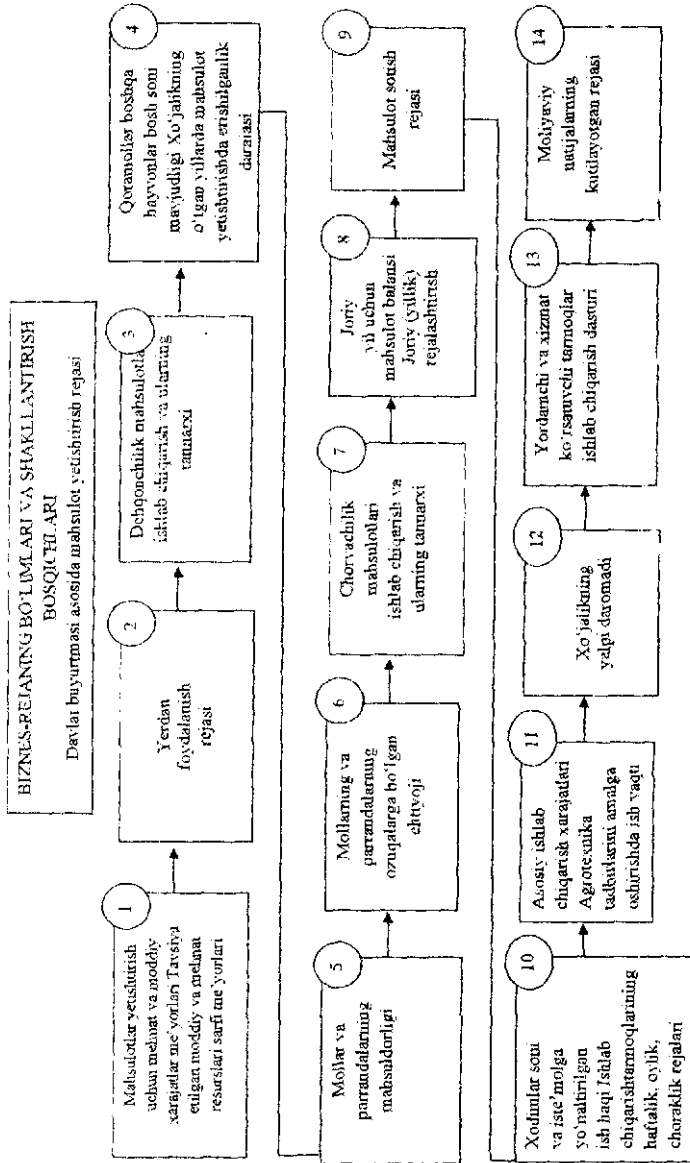 BIZNES-REJANING BO'LIMLARI VA SHAKLLANTIRISH
BOSQICHLARI
Davlat buyurtmasi asosida mahsulot yetishtirish rejasi
1
Mahsulotlar yetishtirish
uchun mehnat va moddiy
xarajatlar me'yorlari Tavsiya
etilgan moddiy va mehnat
resurslari sarfi me'yorlari
2
Yerdan
foydalanish
rejasi
3
Dehqonchilik mahsulotla
ishlab chiqarish va ularning
tannarxi
4
Qoramollar boshqa
hayvonlar bosh soni
mavjudligi Xo'jalikning
o'tgan yillarda mahsulot
yetishtirishda erishilganlik
darajasi
5
Mollar va
parrandalarning
mahsuldorligi
6
Mollarning va
parrandalarning
ozuqalarga bo'lgan
ehtiyoji
7
Chorvachilik
mahsulotlari
ishlab chiqarish va
ularning tannarxi
8
Joriy
yil uchun
mahsulot balansi
Joriy (yillik)
rejalashtirish
9
Mahsulot sotish
rejasi
10
Xodimlar soni
va iste'molga
yo'naltirilgan
ish haqi Ishlab
chiqarishtarmoqlarining
haftalik, oylik,
choraklik rejalari
11
Asosiy ishlab
chiqarish xarajatlari
Agrotexnika
tadbirlarini amalga
oshirishda ish vaqti
12
Xo'jalikning
yalpi daromadi
13
Yordamchi va xizmat
ko'rsatuvchi tarmoqlar
ishlab chiqarish dasturi
14
Moliyaviy
natijalarning
kutilayotgan rejasi